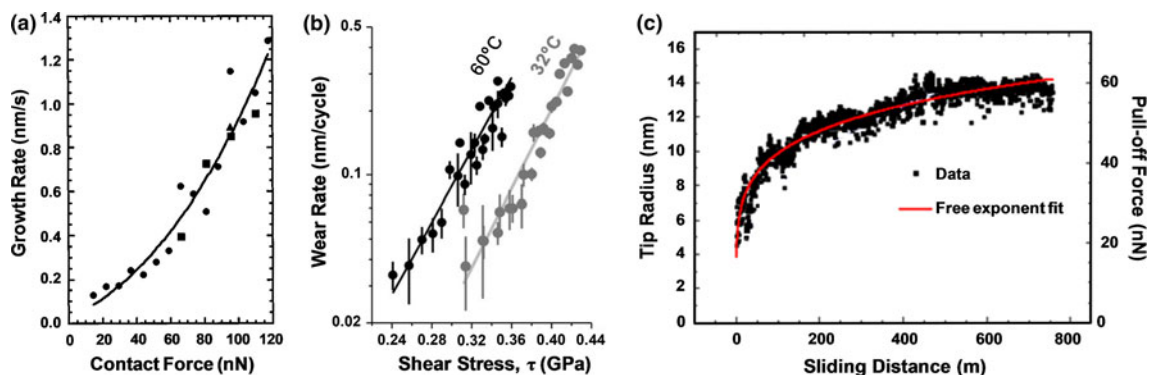 (a)
1.4
1.2
1.0
0.8
0.6
0.4
0.2
0.0
Growth Rate (nm/s)
0 20 40 60 80 100 120
Contact Force (nN)
(b)
0.5
0.1
0.02
Wear Rate (nm/cycle)
60°C
32°C
0.24 0.28 0.32 0.36 0.40 0.44
Shear Stress, τ (GPa)
(c)
16
14
12
10
8
6
4
2
0
Tip Radius (nm)
Data
Free exponent fit
60
40
20
0
Pull-off Force (nN)
0 200 400 600 800
Sliding Distance (m)